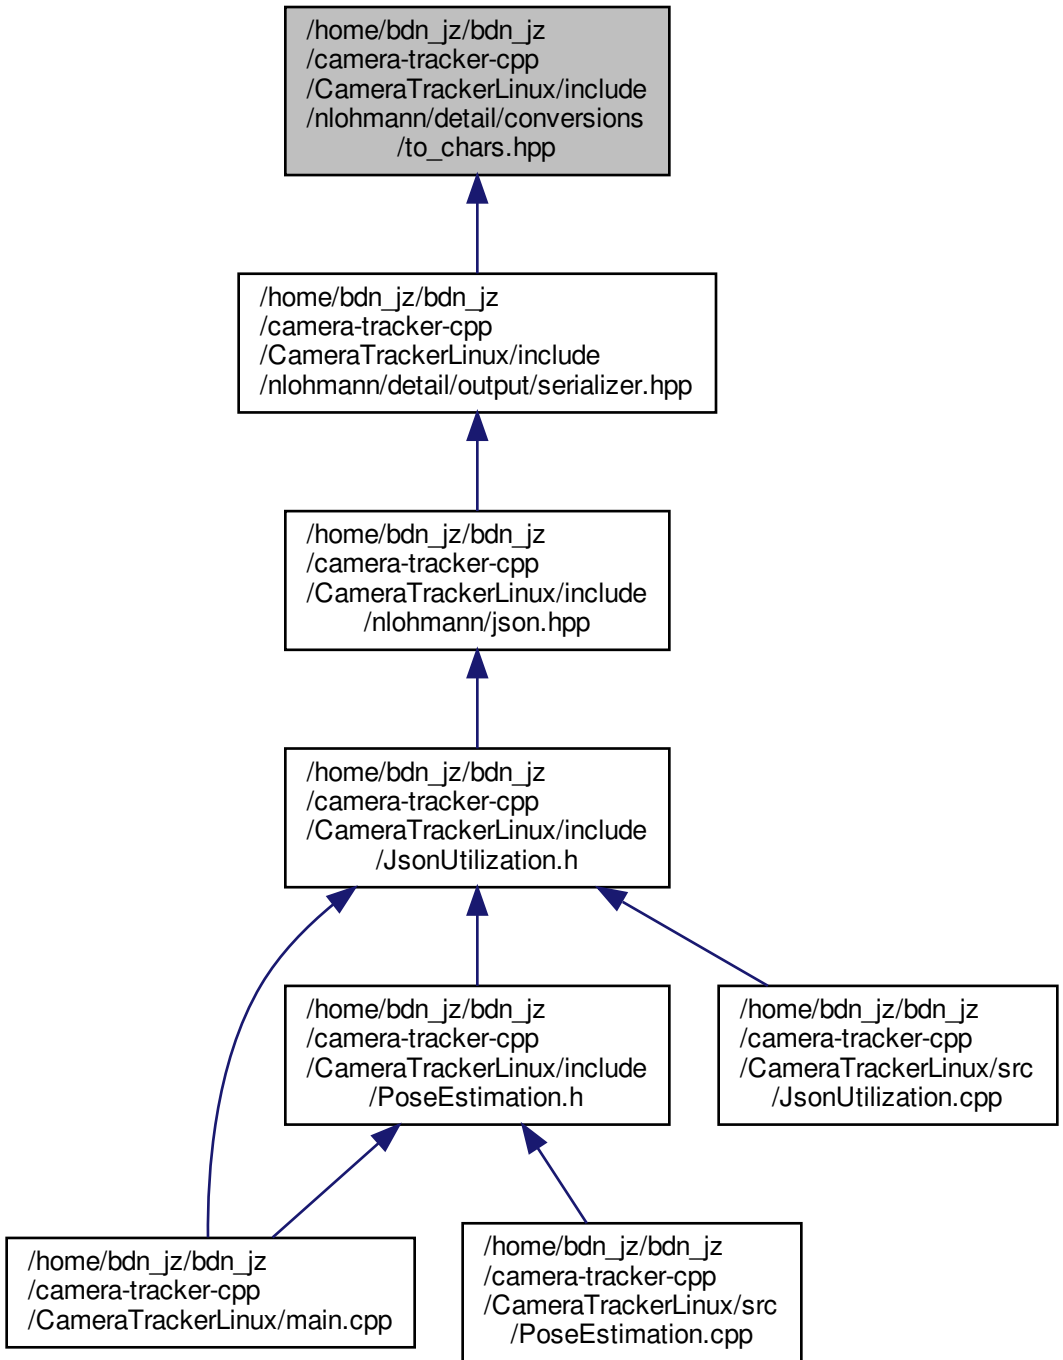 /home/bdn_jz/bdn_jz
/camera-tracker-cpp
/CameraTrackerLinux/include
/nlohmann/detail/conversions
/to_chars.hpp
/home/bdn_jz/bdn_jz
/camera-tracker-cpp
/CameraTrackerLinux/include
/nlohmann/detail/output/serializer.hpp
/home/bdn_jz/bdn_jz
/camera-tracker-cpp
/CameraTrackerLinux/include
/nlohmann/json.hpp
/home/bdn_jz/bdn_jz
/camera-tracker-cpp
/CameraTrackerLinux/include
/JsonUtilization.h
/home/bdn_jz/bdn_jz
/camera-tracker-cpp
/CameraTrackerLinux/include
/PoseEstimation.h
/home/bdn_jz/bdn_jz
/camera-tracker-cpp
/CameraTrackerLinux/src
/JsonUtilization.cpp
/home/bdn_jz/bdn_jz
/camera-tracker-cpp
/CameraTrackerLinux/main.cpp
/home/bdn_jz/bdn_jz
/camera-tracker-cpp
/CameraTrackerLinux/src
/PoseEstimation.cpp